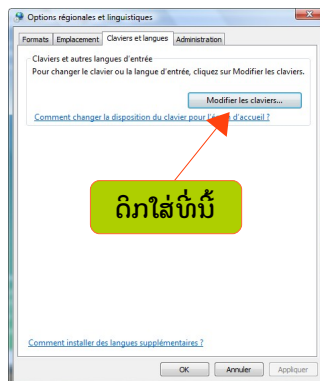 Options régionales et linguistiques
Formats Emplacement Claviers et langues Administration
Claviers et autres langues d'entrée
Pour changer le clavier ou la langue d'entrée, cliquez sur Modifier les claviers.
Modifier les claviers...
Comment changer la disposition du clavier pour l'écran d'accueil ?
ຄິກໃສ່ທີ່ນີ້
Comment installer des langues supplémentaires ?
OK Annuler Appliquer